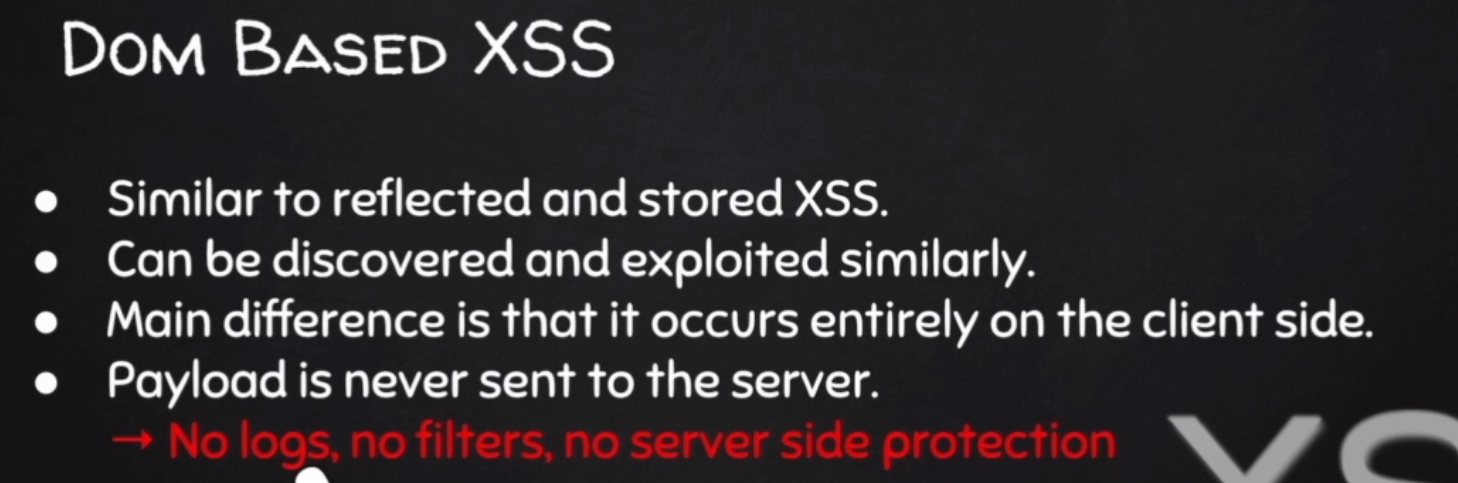 Dom Based XSS
● Similar to reflected and stored XSS.
● Can be discovered and exploited similarly.
● Main difference is that it occurs entirely on the client side.
● Payload is never sent to the server.
→ No logs, no filters, no server side protection
XS